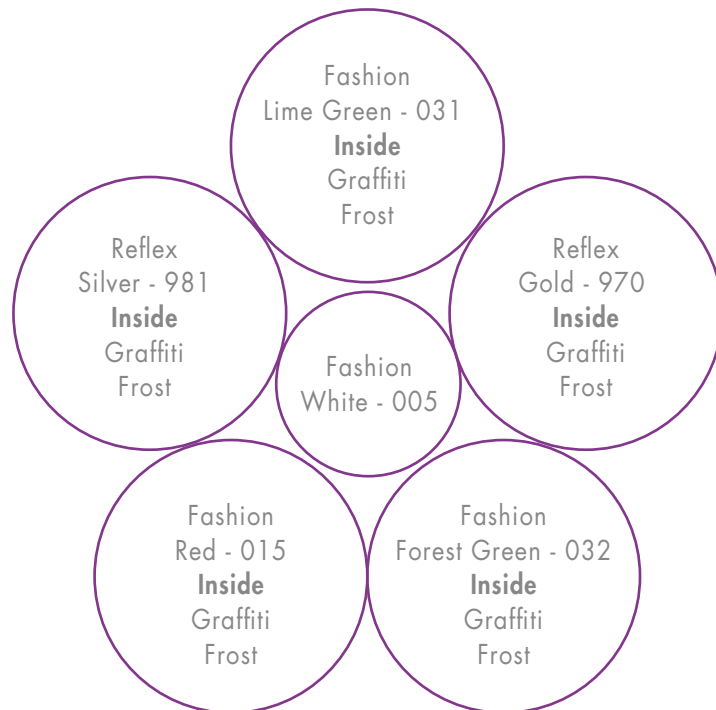 Fashion
Lime Green - 031
Inside
Graffiti
Frost
Reflex
Silver - 981
Inside
Graffiti
Frost
Reflex
Gold - 970
Inside
Graffiti
Frost
Fashion
White - 005
Fashion
Red - 015
Inside
Graffiti
Frost
Fashion
Forest Green - 032
Inside
Graffiti
Frost